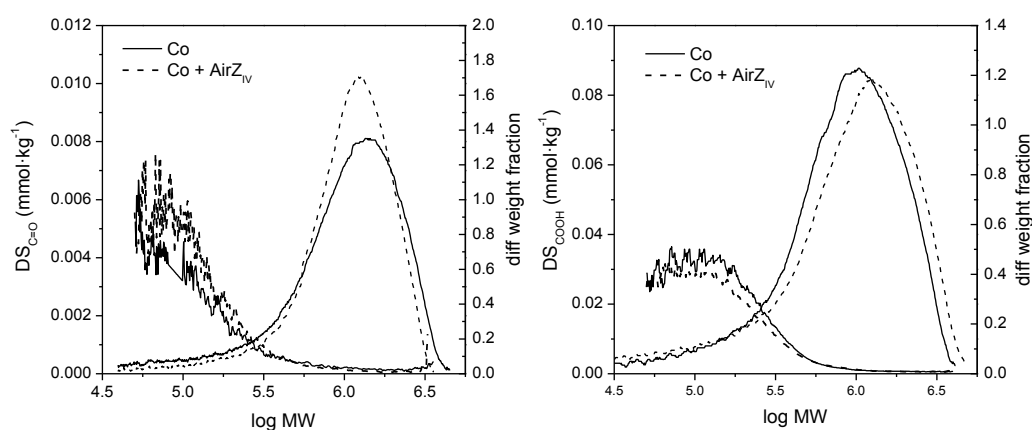 0.012
0.010
0.008
0.006
0.004
0.002
0.000
DS_C=O (mmol·kg⁻¹)
Co
Co + AirZ_IV
2.0
1.8
1.6
1.4
1.2
1.0
0.8
0.6
0.4
0.2
0.0
diff weight fraction
4.5 5.0 5.5 6.0 6.5
log MW
0.10
0.08
0.06
0.04
0.02
0.00
DS_COOH (mmol·kg⁻¹)
Co
Co + AirZ_IV
1.4
1.2
1.0
0.8
0.6
0.4
0.2
0.0
diff weight fraction
4.5 5.0 5.5 6.0 6.5
log MW